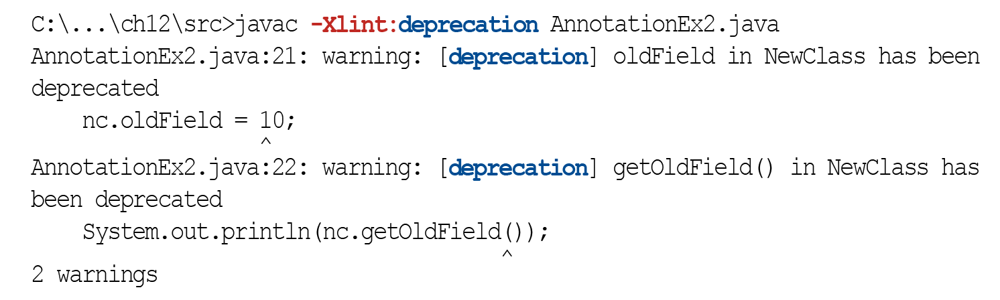 C:\...\ch12\src>javac -Xlint:deprecation AnnotationEx2.java
AnnotationEx2.java:21: warning: [deprecation] oldField in NewClass has been
deprecated
    nc.oldField = 10;
                  ^
AnnotationEx2.java:22: warning: [deprecation] getOldField() in NewClass has
been deprecated
    System.out.println(nc.getOldField());
                                     ^
2 warnings